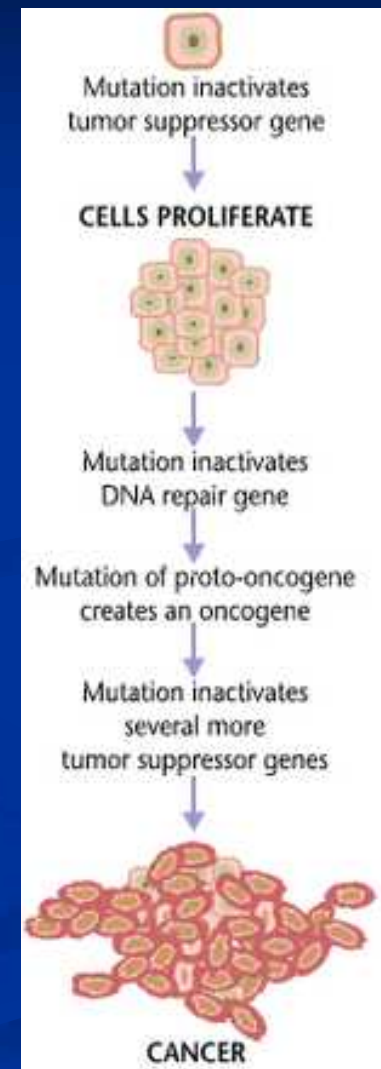 Mutation inactivates
tumor suppressor gene
CELLS PROLIFERATE
Mutation inactivates
DNA repair gene
Mutation of proto-oncogene
creates an oncogene
Mutation inactivates
several more
tumor suppressor genes
CANCER